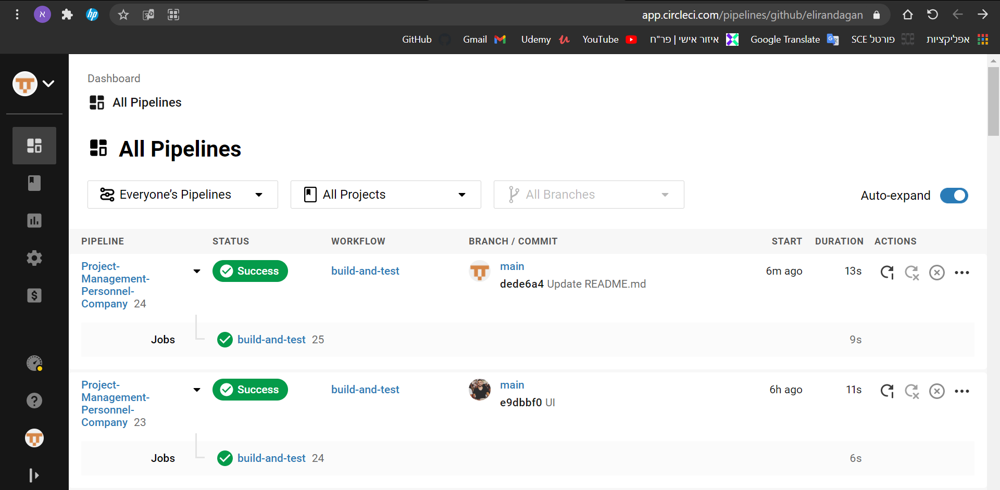 א
hp
app.circleci.com/pipelines/github/elirandagan
GitHub Gmail Udemy YouTube איזור אישי | פר"ח Google Translate פורטל SCE אפליקציות
Dashboard
All Pipelines
All Pipelines
Everyone’s Pipelines All Projects All Branches Auto-expand
PIPELINE STATUS WORKFLOW BRANCH / COMMIT START DURATION ACTIONS
Project-
Management-
Personnel-
Company 24
Success build-and-test main 6m ago 13s
dede6a4 Update README.md
Jobs build-and-test 25 9s
Project-
Management-
Personnel-
Company 23
Success build-and-test main 6h ago 11s
e9dbbf0 UI
Jobs build-and-test 24 6s